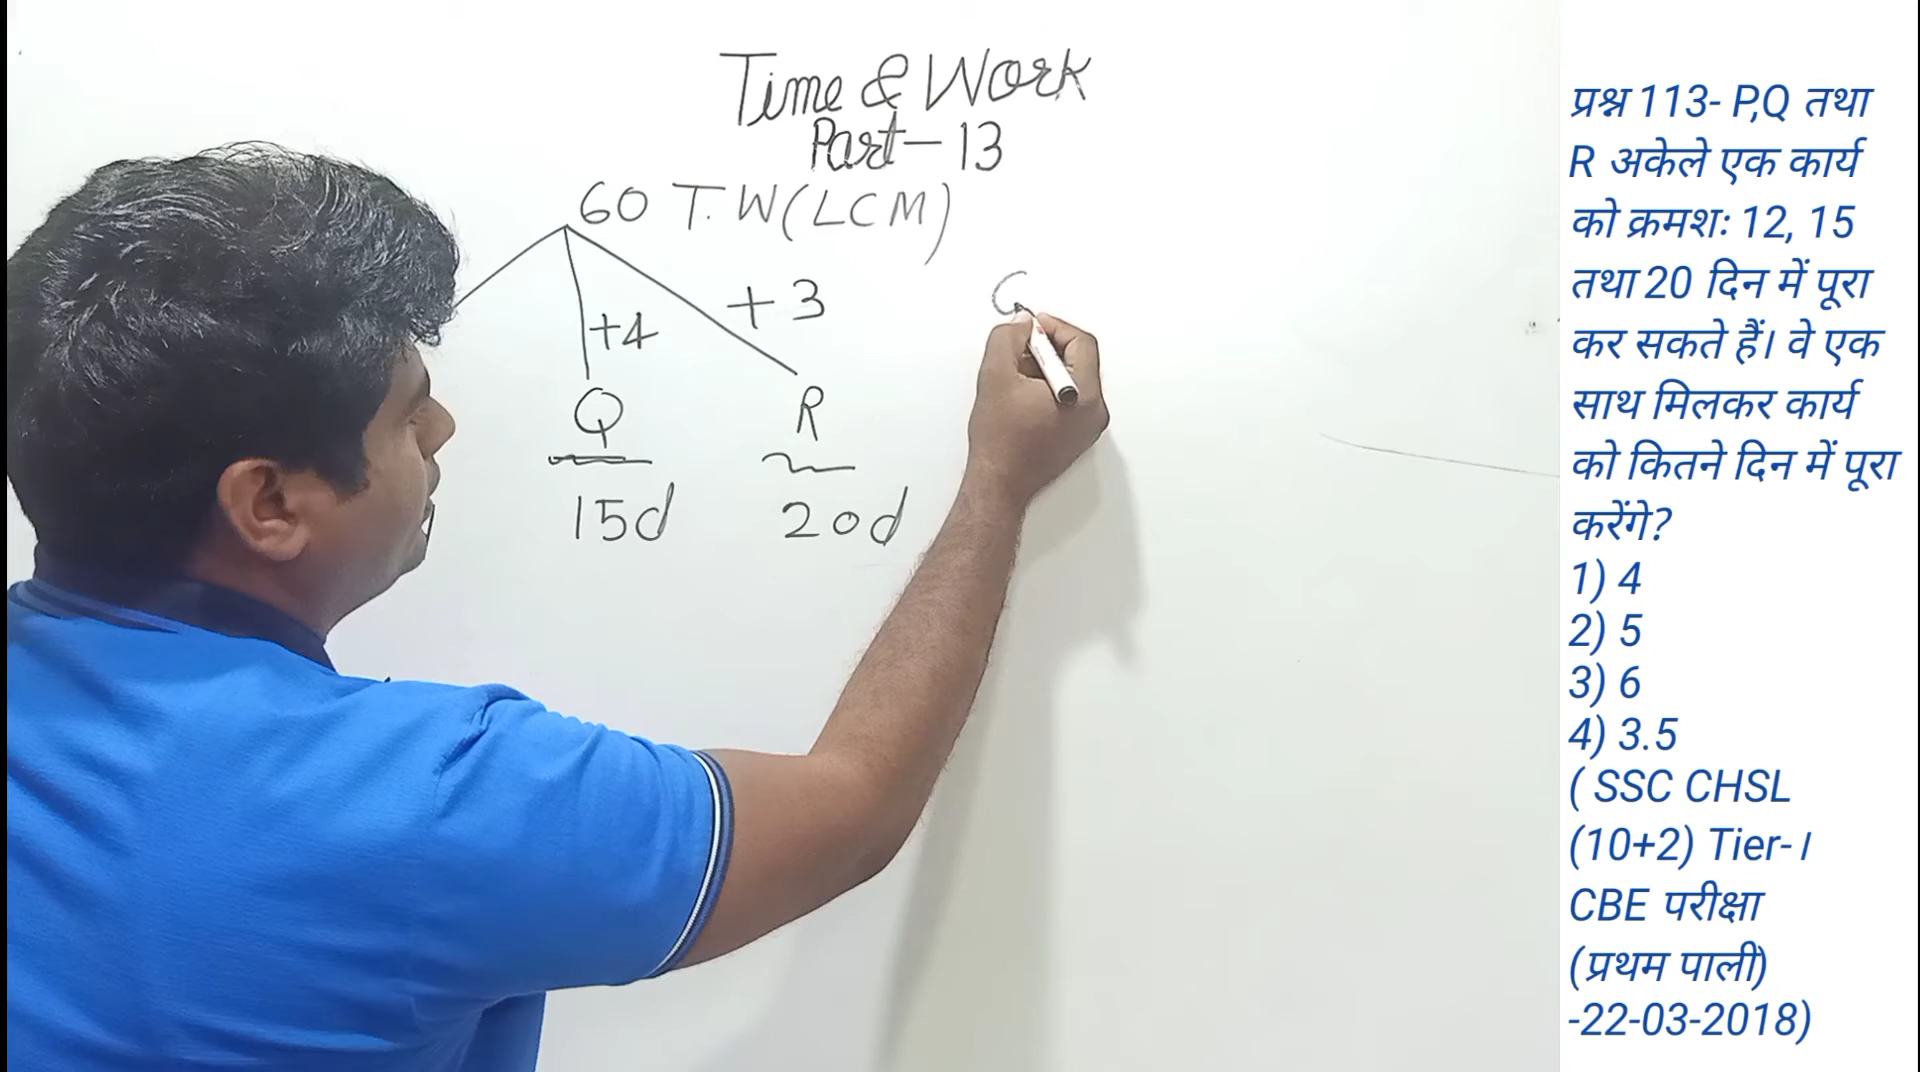 Time & Work
Part-13
60 T.W(LCM)
+4
+3
Q
R
15d
20d
प्रश्न 113- P,Q तथा
R अकेले एक कार्य
को क्रमशः 12, 15
तथा 20 दिन में पूरा
कर सकते हैं। वे एक
साथ मिलकर कार्य
को कितने दिन में पूरा
करेंगे?
1) 4
2) 5
3) 6
4) 3.5
( SSC CHSL
(10+2) Tier-I
CBE परीक्षा
(प्रथम पाली)
-22-03-2018)